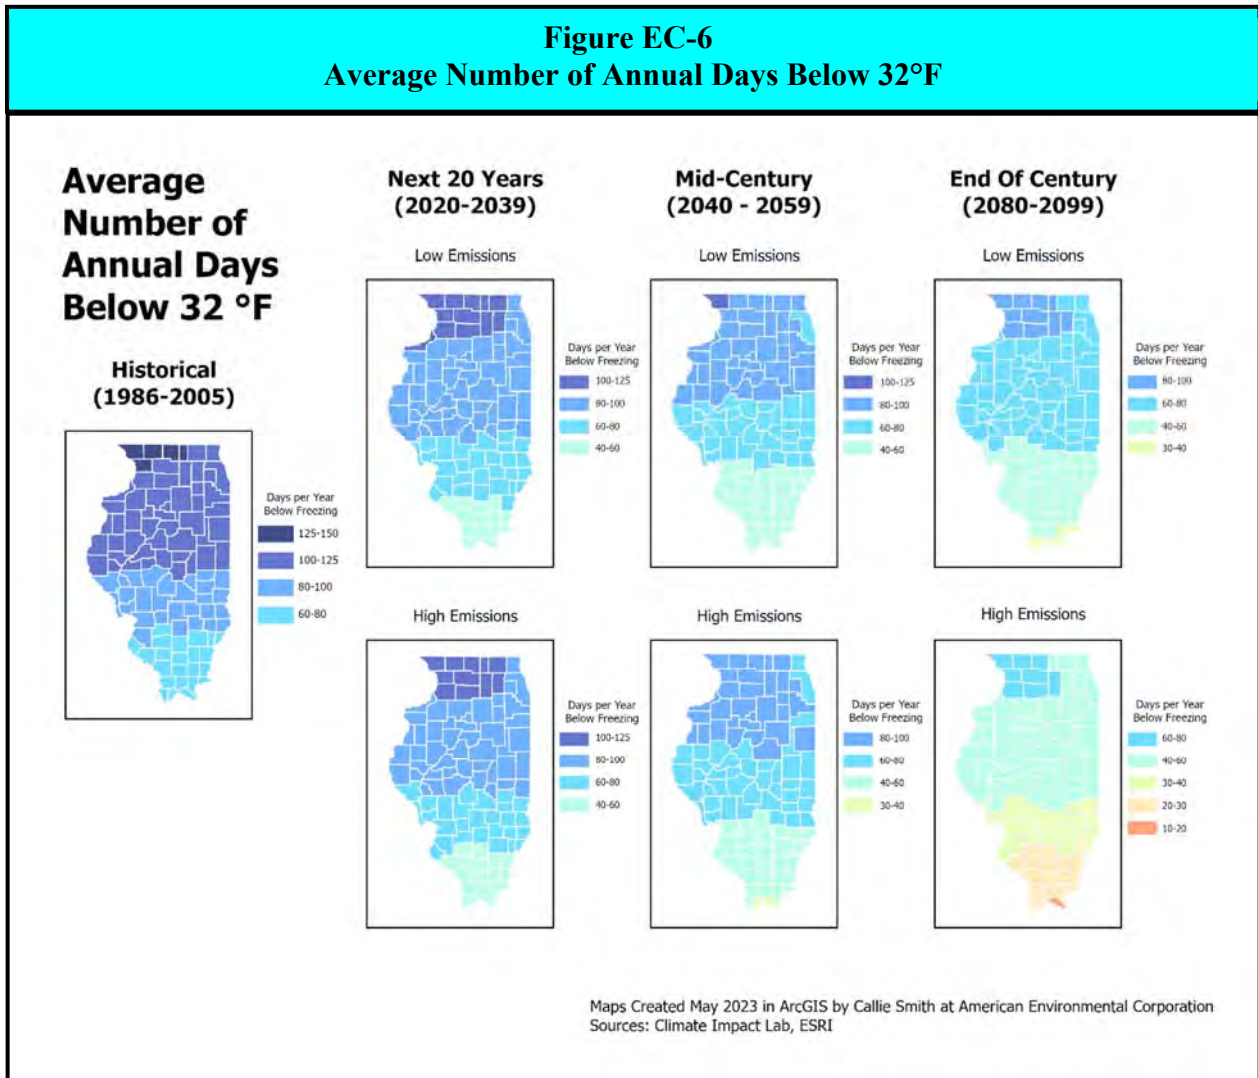 Figure EC-6
Average Number of Annual Days Below 32°F
Average
Number of
Annual Days
Below 32 °F
Historical
(1986-2005)
Days per Year
Below Freezing
125-150
100-125
80-100
60-80
Next 20 Years
(2020-2039)
Low Emissions
Days per Year
Below Freezing
100-125
80-100
60-80
40-60
High Emissions
Days per Year
Below Freezing
100-125
80-100
60-80
40-60
Mid-Century
(2040 - 2059)
Low Emissions
Days per Year
Below Freezing
100-125
80-100
60-80
40-60
High Emissions
Days per Year
Below Freezing
80-100
60-80
40-60
30-40
End Of Century
(2080-2099)
Low Emissions
Days per Year
Below Freezing
80-100
60-80
40-60
30-40
High Emissions
Days per Year
Below Freezing
60-80
40-60
30-40
20-30
10-20
Maps Created May 2023 in ArcGIS by Callie Smith at American Environmental Corporation
Sources: Climate Impact Lab, ESRI